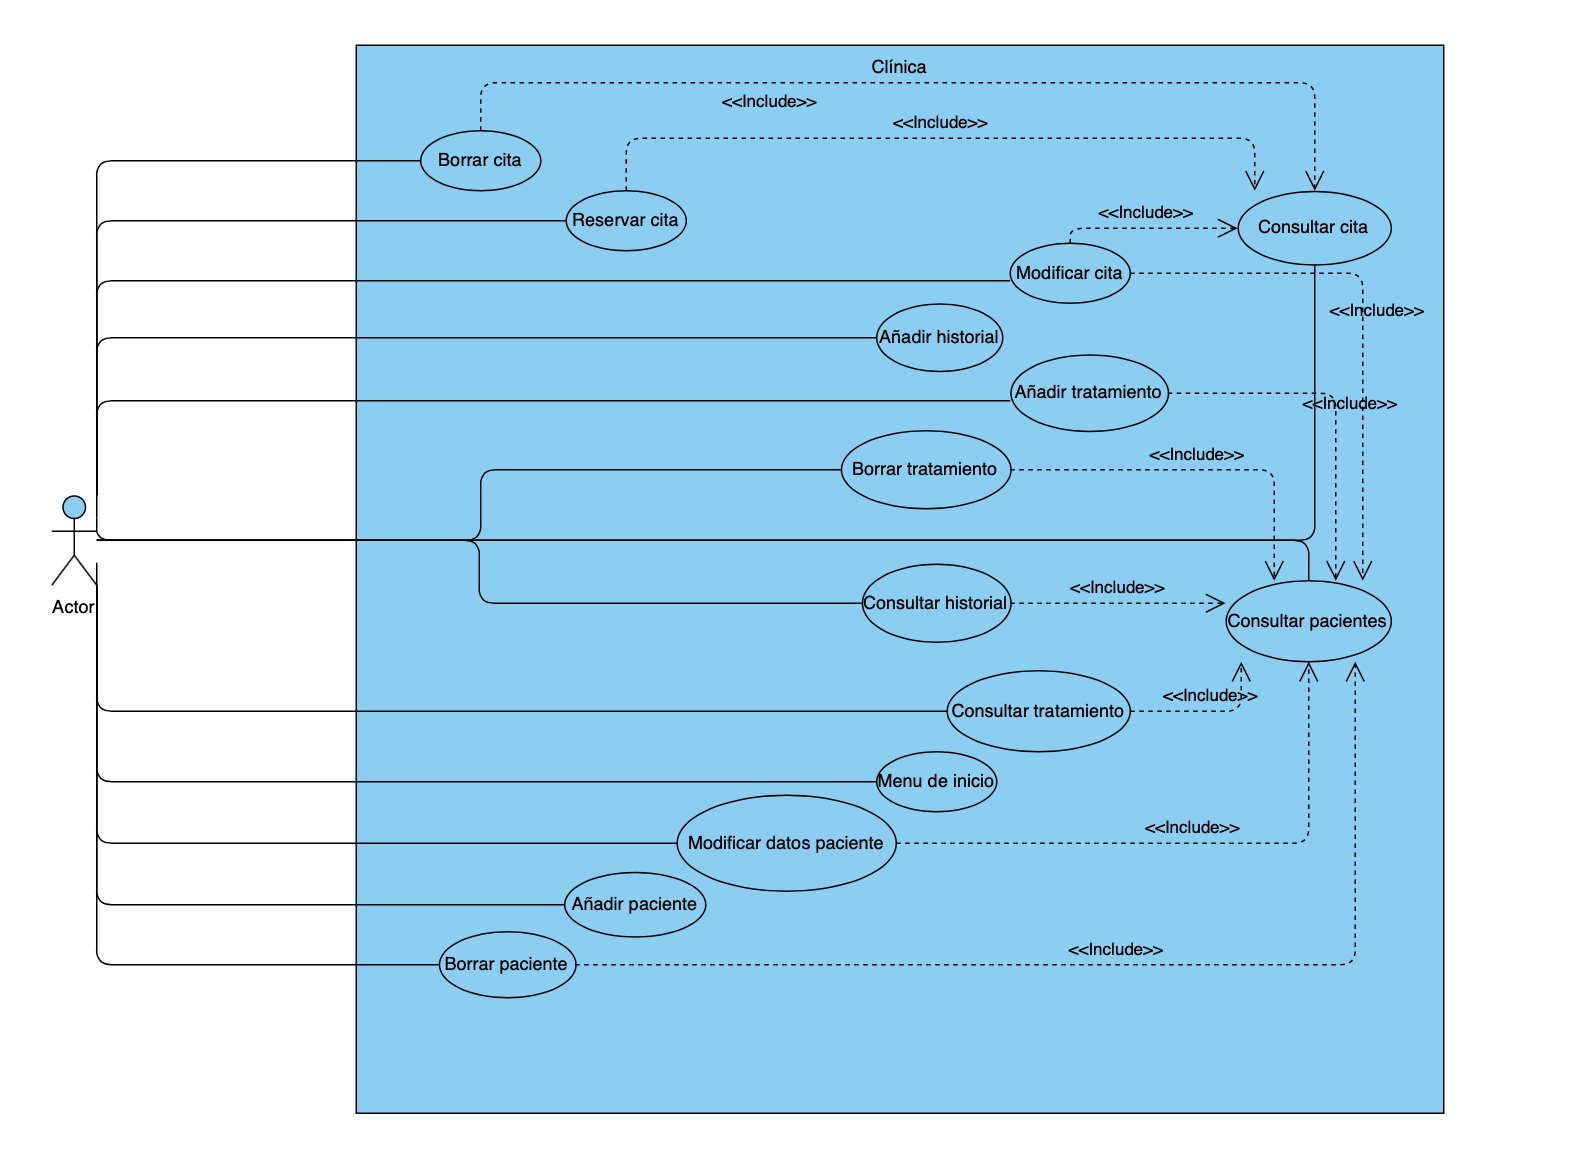 Clínica
<<Include>>
<<Include>>
Borrar cita
Reservar cita
<<Include>>
Consultar cita
Modificar cita
<<Include>>
Añadir historial
Añadir tratamiento
<<Include>>
<<Include>>
Borrar tratamiento
<<Include>>
Consultar historial
Actor
Consultar pacientes
<<Include>>
Consultar tratamiento
Menu de inicio
<<Include>>
Modificar datos paciente
Añadir paciente
<<Include>>
Borrar paciente